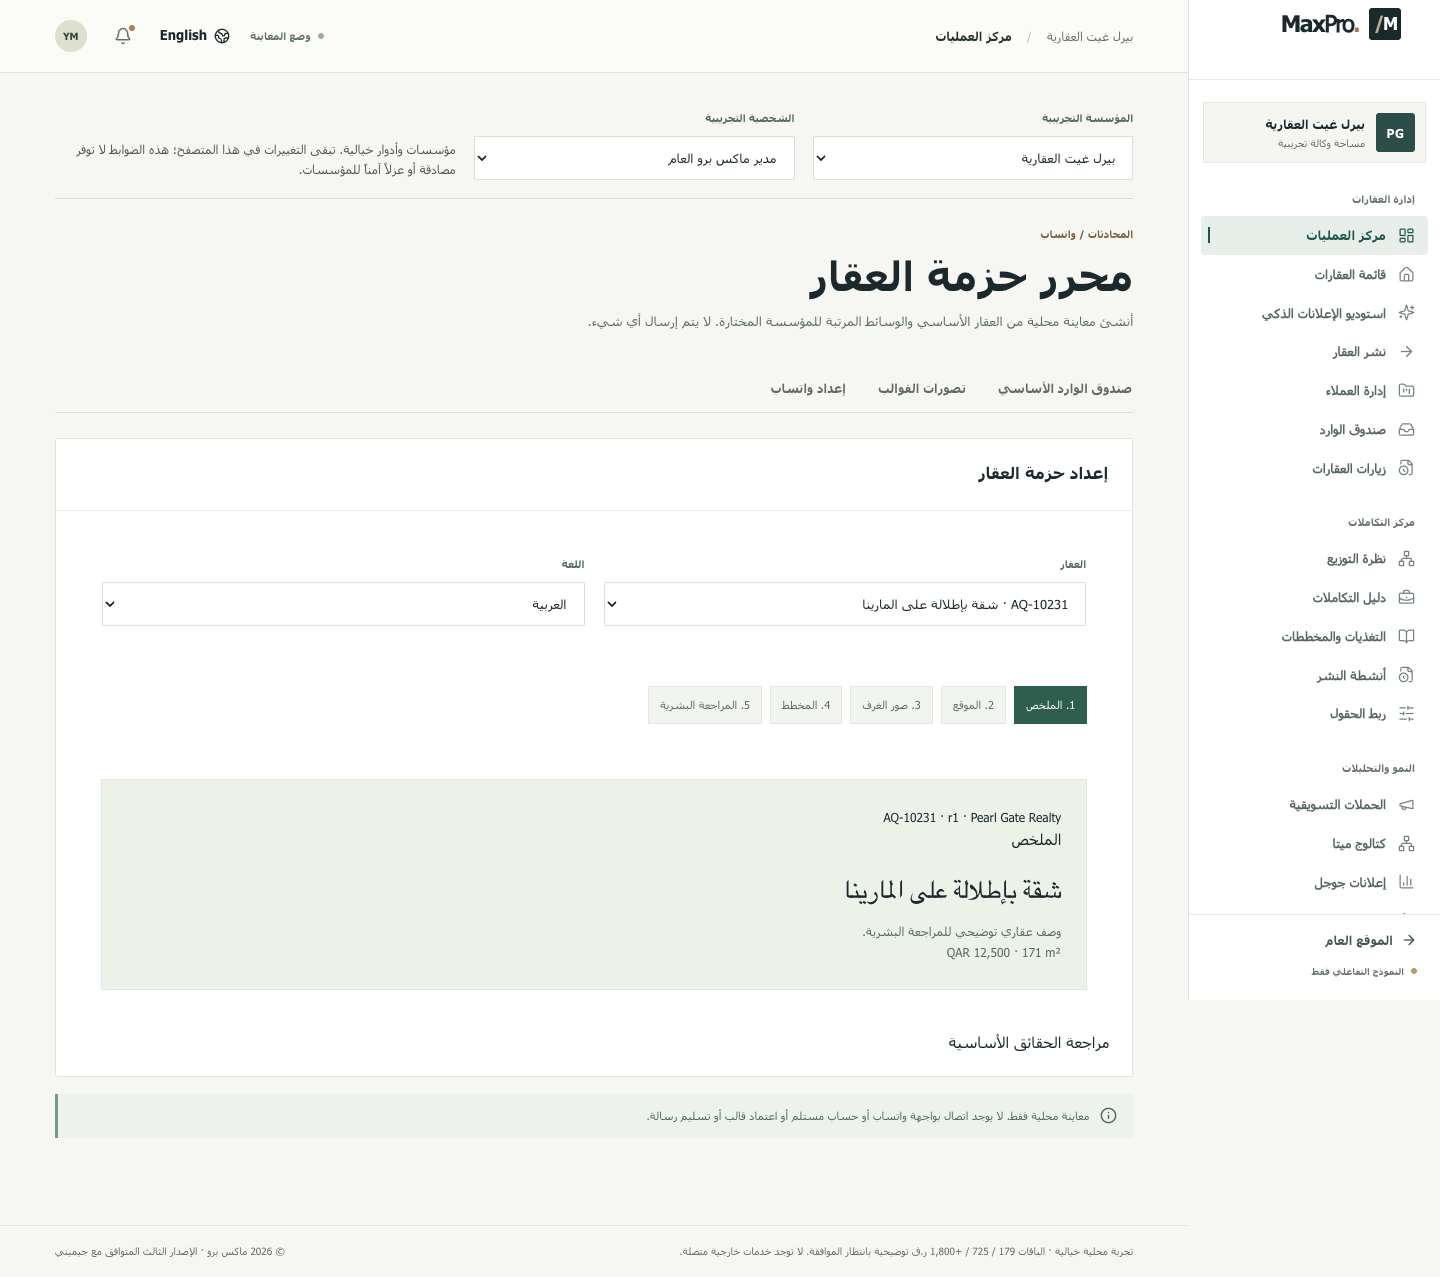 MaxPro.
/M
PG
بيرل غيت العقارية
مساحة وكالة تجريبية
إدارة العقارات
مركز العمليات
قائمة العقارات
استوديو الإعلانات الذكي
نشر العقار
إدارة العملاء
صندوق الوارد
زيارات العقارات
مركز التكاملات
نظرة التوزيع
دليل التكاملات
التغذيات والمخططات
أنشطة النشر
ربط الحقول
النمو والتحليلات
الحملات التسويقية
كتالوج ميتا
إعلانات جوجل
الموقع العام
النموذج التفاعلي فقط
بيرل غيت العقارية / مركز العمليات
وضع المعاينة
English
YM
المؤسسة التجريبية
بيرل غيت العقارية
الشخصية التجريبية
مدير ماكس برو العام
مؤسسات وأدوار خيالية. تبقى التغييرات في هذا المتصفح؛ هذه الضوابط لا توفر
مصادقة أو عزلاً آمناً للمؤسسات.
المحادثات / واتساب
محرر حزمة العقار
أنشئ معاينة محلية من العقار الأساسي والوسائط المرتبة للمؤسسة المختارة. لا يتم إرسال أي شيء.
صندوق الوارد الأساسي
تصورات القوالب
إعداد واتساب
إعداد حزمة العقار
العقار
AQ-10231 · شقة بإطلالة على المارينا
اللغة
العربية
1. الملخص
2. الموقع
3. صور الغرف
4. المخطط
5. المراجعة البشرية
AQ-10231 · r1 · Pearl Gate Realty
الملخص
شقة بإطلالة على المارينا
وصف عقاري توضيحي للمراجعة البشرية.
QAR 12,500 · 171 m²
مراجعة الحقائق الأساسية
معاينة محلية فقط. لا يوجد اتصال بواجهة واتساب أو حساب مستلم أو اعتماد قالب أو تسليم رسالة.
تجربة محلية خيالية · الباقات 179 / 725 / +1,800 ر.ق توضيحية بانتظار الموافقة. لا توجد خدمات خارجية متصلة.
© 2026 ماكس برو · الإصدار الثالث المتوافق مع جيميني